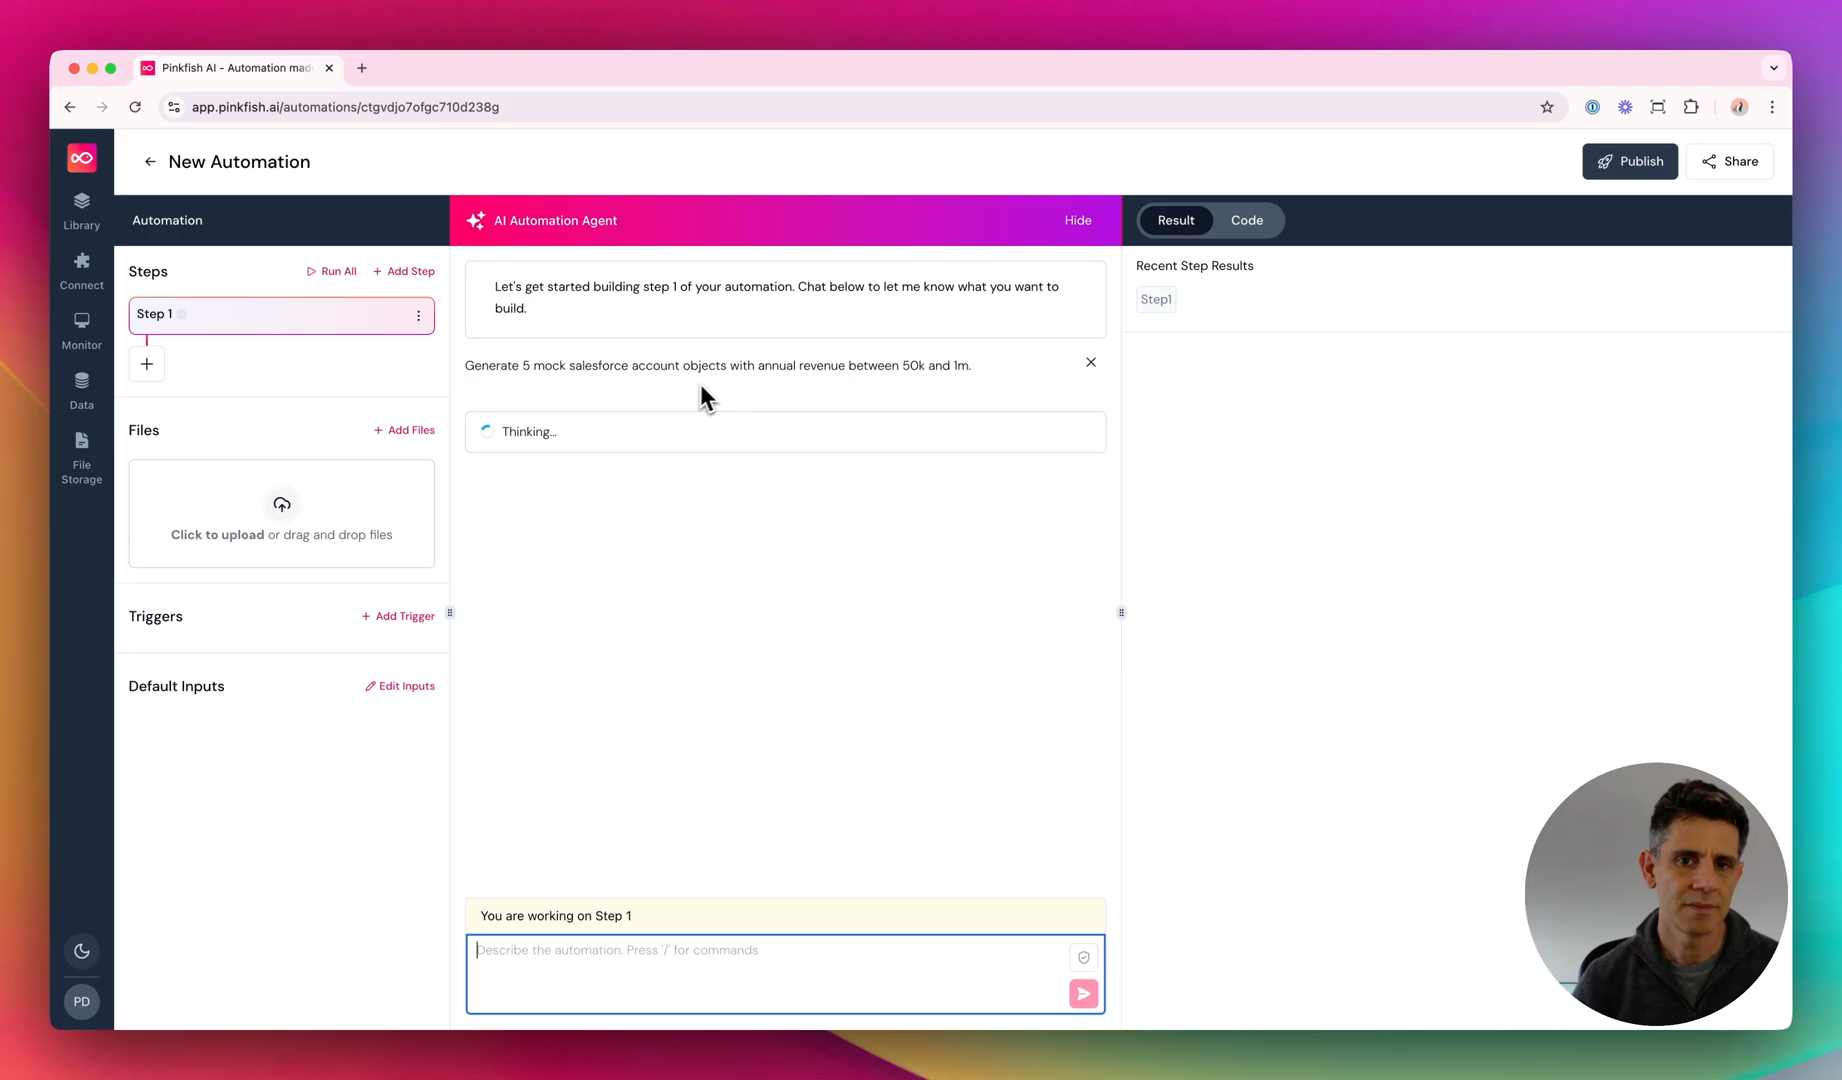 Pinkfish AI - Automation mad
app.pinkfish.ai/automations/ctgvdjo7ofgc710d238g
New Automation
Publish
Share
Library
Connect
Monitor
Data
File
Storage
PD
Automation
Steps
Run All
+ Add Step
Step 1
+
Files
+ Add Files
Click to upload or drag and drop files
Triggers
+ Add Trigger
Default Inputs
Edit Inputs
AI Automation Agent
Hide
Let's get started building step 1 of your automation. Chat below to let me know what you want to
build.
Generate 5 mock salesforce account objects with annual revenue between 50k and 1m.
Thinking...
You are working on Step 1
Describe the automation. Press '/' for commands
Result
Code
Recent Step Results
Step1